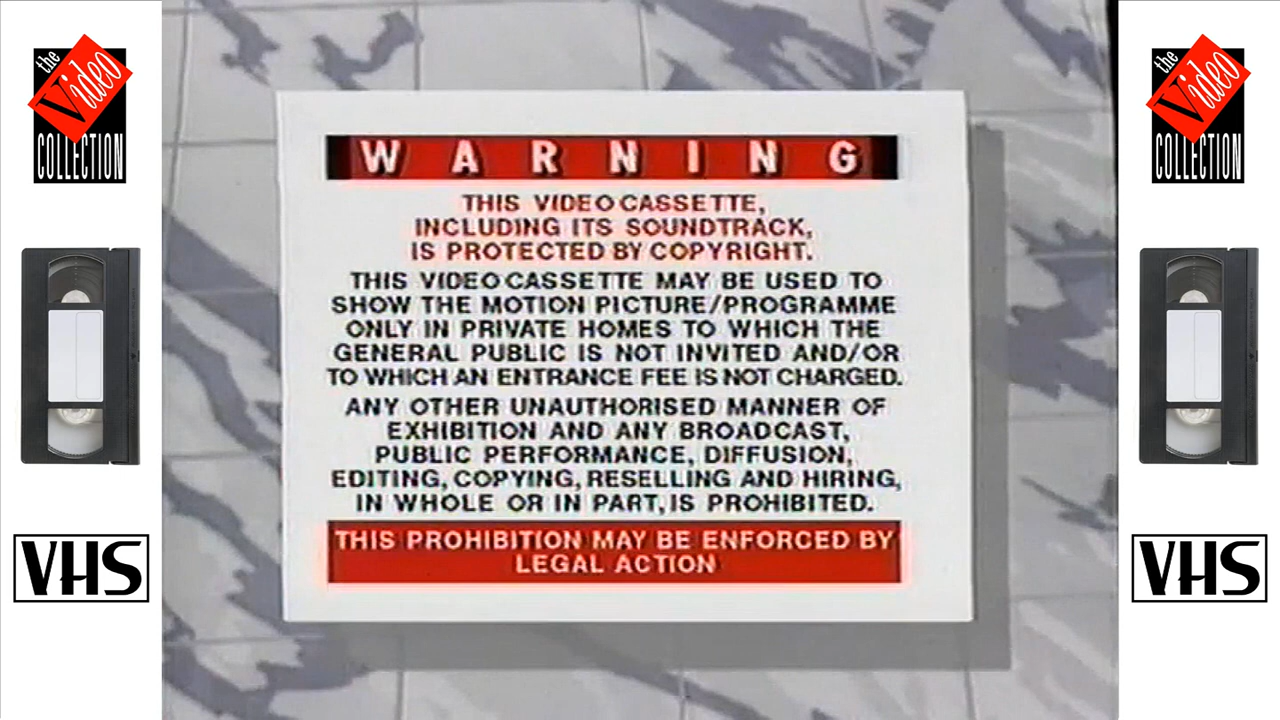 the
Video
COLLECTION
VHS
WARNING
THIS VIDEO CASSETTE,
INCLUDING ITS SOUNDTRACK,
IS PROTECTED BY COPYRIGHT.
THIS VIDEO CASSETTE MAY BE USED TO
SHOW THE MOTION PICTURE/PROGRAMME
ONLY IN PRIVATE HOMES TO WHICH THE
GENERAL PUBLIC IS NOT INVITED AND/OR
TO WHICH AN ENTRANCE FEE IS NOT CHARGED.
ANY OTHER UNAUTHORISED MANNER OF
EXHIBITION AND ANY BROADCAST,
PUBLIC PERFORMANCE, DIFFUSION,
EDITING, COPYING, RESELLING AND HIRING,
IN WHOLE OR IN PART, IS PROHIBITED.
THIS PROHIBITION MAY BE ENFORCED BY
LEGAL ACTION
the
Video
COLLECTION
VHS